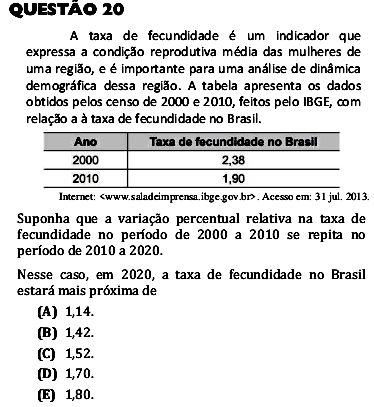 QUESTÃO 20
A taxa de fecundidade é um indicador que
expressa a condição reprodutiva média das mulheres de
uma região, e é importante para uma análise de dinâmica
demográfica dessa região. A tabela apresenta os dados
obtidos pelos censo de 2000 e 2010, feitos pelo IBGE, com
relação a à taxa de fecundidade no Brasil.
Ano Taxa de fecundidade no Brasil
2000 2,38
2010 1,90
Internet: <www.saladeimprensa.ibge.gov.br>. Acesso em: 31 jul. 2013.
Suponha que a variação percentual relativa na taxa de
fecundidade no período de 2000 a 2010 se repita no
período de 2010 a 2020.
Nesse caso, em 2020, a taxa de fecundidade no Brasil
estará mais próxima de
(A) 1,14.
(B) 1,42.
(C) 1,52.
(D) 1,70.
(E) 1,80.